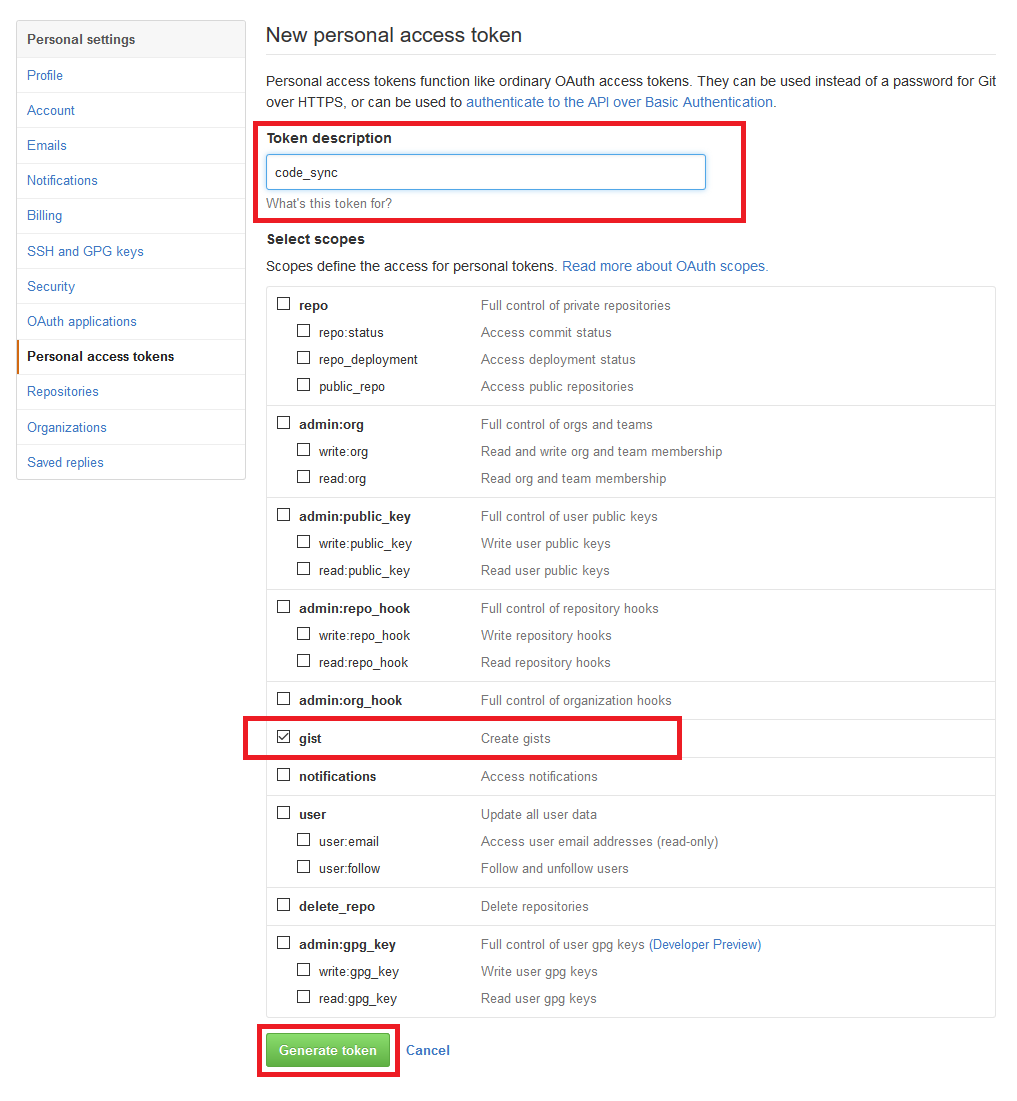 Personal settings
Profile
Account
Emails
Notifications
Billing
SSH and GPG keys
Security
OAuth applications
Personal access tokens
Repositories
Organizations
Saved replies
New personal access token
Personal access tokens function like ordinary OAuth access tokens. They can be used instead of a password for Git
over HTTPS, or can be used to authenticate to the API over Basic Authentication.
Token description
code_sync
What's this token for?
Select scopes
Scopes define the access for personal tokens. Read more about OAuth scopes.
repo Full control of private repositories
repo:status Access commit status
repo_deployment Access deployment status
public_repo Access public repositories
admin:org Full control of orgs and teams
write:org Read and write org and team membership
read:org Read org and team membership
admin:public_key Full control of user public keys
write:public_key Write user public keys
read:public_key Read user public keys
admin:repo_hook Full control of repository hooks
write:repo_hook Write repository hooks
read:repo_hook Read repository hooks
admin:org_hook Full control of organization hooks
gist Create gists
notifications Access notifications
user Update all user data
user:email Access user email addresses (read-only)
user:follow Follow and unfollow users
delete_repo Delete repositories
admin:gpg_key Full control of user gpg keys (Developer Preview)
write:gpg_key Write user gpg keys
read:gpg_key Read user gpg keys
Generate token Cancel